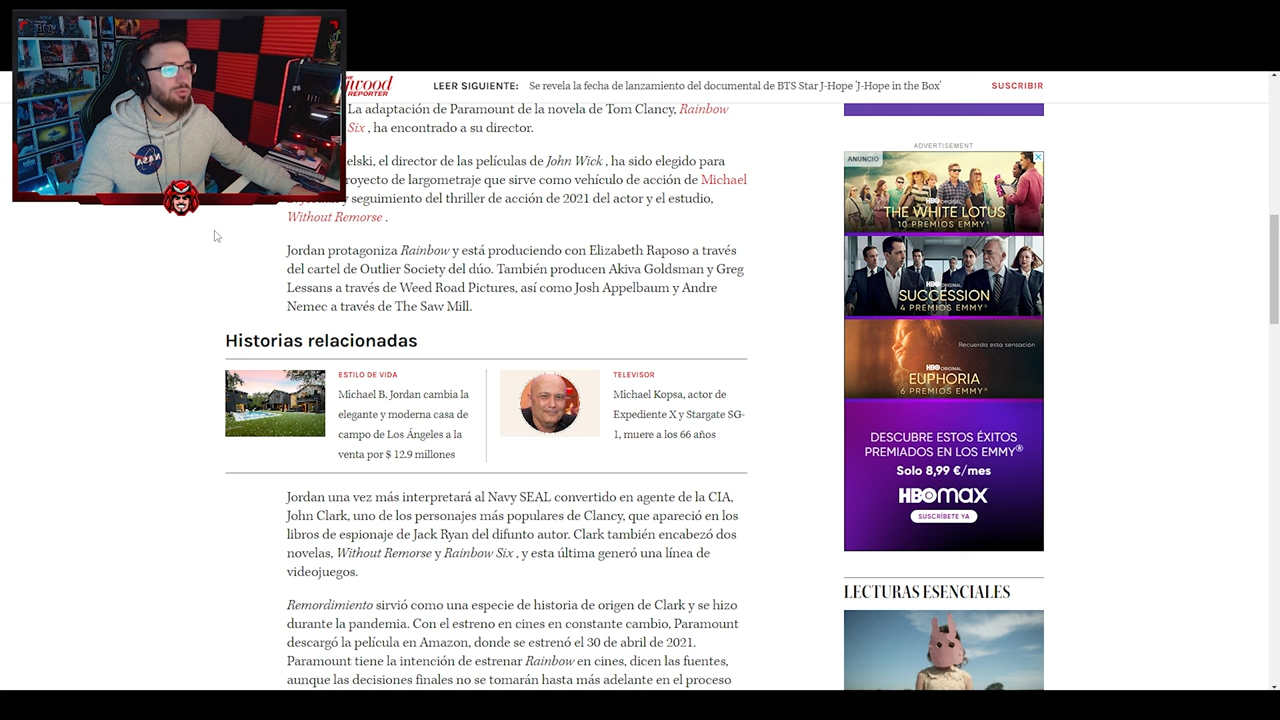 wood
REPORTER
LEER SIGUIENTE: Se revela la fecha de lanzamiento del documental de BTS Star J-Hope 'J-Hope in the Box'
SUSCRIBIR
NASA
La adaptación de Paramount de la novela de Tom Clancy, Rainbow
Six , ha encontrado a su director.
elski, el director de las películas de John Wick , ha sido elegido para
royecto de largometraje que sirve como vehículo de acción de Michael
y seguimiento del thriller de acción de 2021 del actor y el estudio,
Without Remorse .
Jordan protagoniza Rainbow y está produciendo con Elizabeth Raposo a través
del cartel de Outlier Society del dúo. También producen Akiva Goldsman y Greg
Lessans a través de Weed Road Pictures, así como Josh Appelbaum y Andre
Nemec a través de The Saw Mill.
Historias relacionadas
ESTILO DE VIDA
Michael B. Jordan cambia la
elegante y moderna casa de
campo de Los Ángeles a la
venta por $ 12.9 millones
TELEVISOR
Michael Kopsa, actor de
Expediente X y Stargate SG-
1, muere a los 66 años
Jordan una vez más interpretará al Navy SEAL convertido en agente de la CIA,
John Clark, uno de los personajes más populares de Clancy, que apareció en los
libros de espionaje de Jack Ryan del difunto autor. Clark también encabezó dos
novelas, Without Remorse y Rainbow Six , y esta última generó una línea de
videojuegos.
Remordimiento sirvió como una especie de historia de origen de Clark y se hizo
durante la pandemia. Con el estreno en cines en constante cambio, Paramount
descargó la película en Amazon, donde se estrenó el 30 de abril de 2021.
Paramount tiene la intención de estrenar Rainbow en cines, dicen las fuentes,
aunque las decisiones finales no se tomarán hasta más adelante en el proceso
ADVERTISEMENT
ANUNCIO
HBO ORIGINAL
THE WHITE LOTUS
10 PREMIOS EMMY®
HBO ORIGINAL
SUCCESSION
4 PREMIOS EMMY®
Recuerda esta sensación
HBO ORIGINAL
EUPHORIA
6 PREMIOS EMMY®
DESCUBRE ESTOS ÉXITOS
PREMIADOS EN LOS EMMY®
Solo 8,99 €/mes
HBOMAX
SUSCRÍBETE YA
LECTURAS ESENCIALES